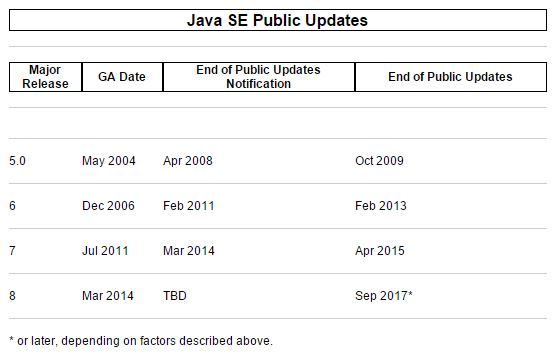 Java SE Public Updates
Major Release GA Date End of Public Updates Notification End of Public Updates
5.0 May 2004 Apr 2008 Oct 2009
6 Dec 2006 Feb 2011 Feb 2013
7 Jul 2011 Mar 2014 Apr 2015
8 Mar 2014 TBD Sep 2017*
* or later, depending on factors described above.